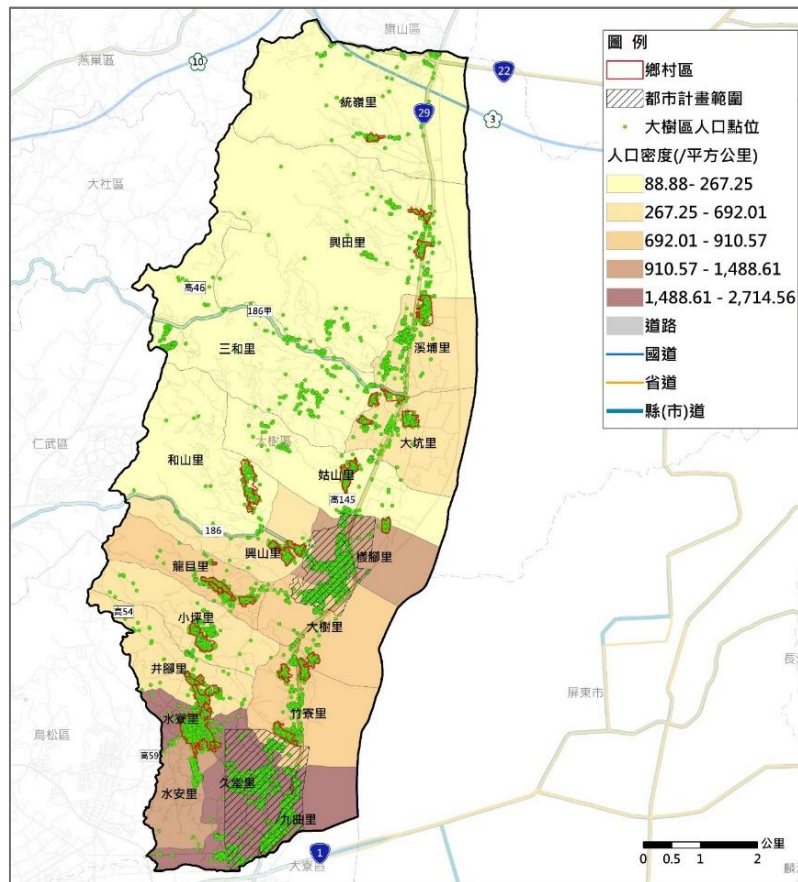 旗山區
燕巢區
10
22
統嶺里
29
3
大社區
興田里
高46
186甲
三和里
溪埔里
仁武區
大樹區
大坑里
和山里
姑山里
高145
186
興山里
樣腳里
龍目里
高54
小坪里
大樹里
井腳里
水寮里
竹寮里
鳥松區
屏東市
高59
久堂里
水安里
九曲里
大寮區
1
圖 例
鄉村區
都市計畫範圍
大樹區人口點位
人口密度(/平方公里)
88.88- 267.25
267.25 - 692.01
692.01 - 910.57
910.57 - 1,488.61
1,488.61 - 2,714.56
道路
國道
省道
縣(市)道
公里
0 0.5 1 2